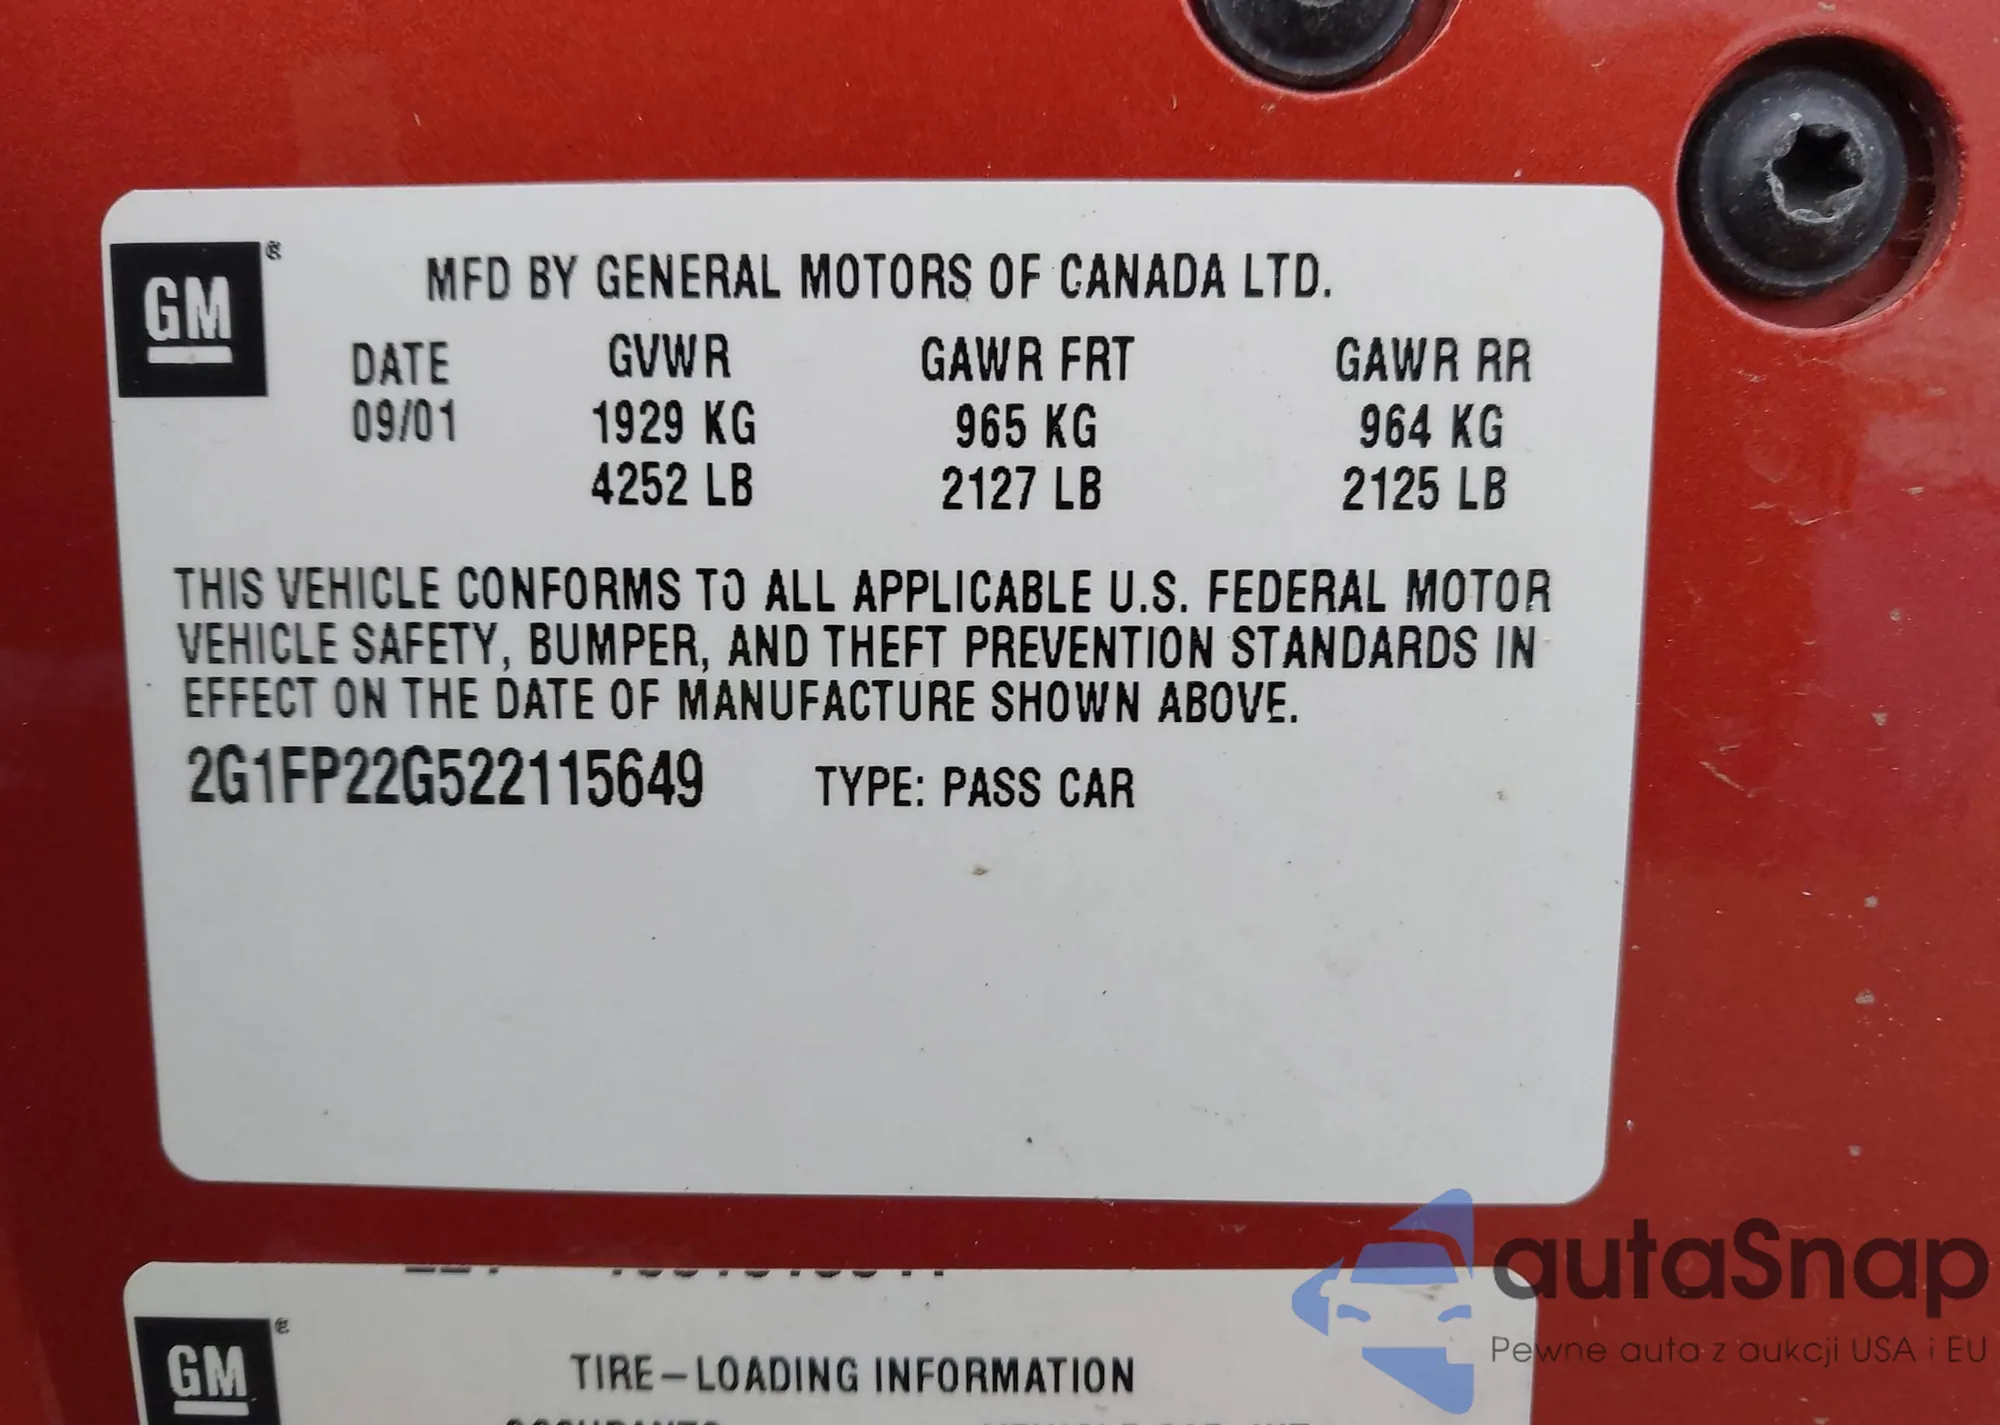 GM®
MFD BY GENERAL MOTORS OF CANADA LTD.
DATE GVWR GAWR FRT GAWR RR
09/01 1929 KG 965 KG 964 KG
4252 LB 2127 LB 2125 LB
THIS VEHICLE CONFORMS TO ALL APPLICABLE U.S. FEDERAL MOTOR
VEHICLE SAFETY, BUMPER, AND THEFT PREVENTION STANDARDS IN
EFFECT ON THE DATE OF MANUFACTURE SHOWN ABOVE.
2G1FP22G522115649 TYPE: PASS CAR
GM®
TIRE–LOADING INFORMATION
autaSnap
Pewne auta z aukcji USA i EU